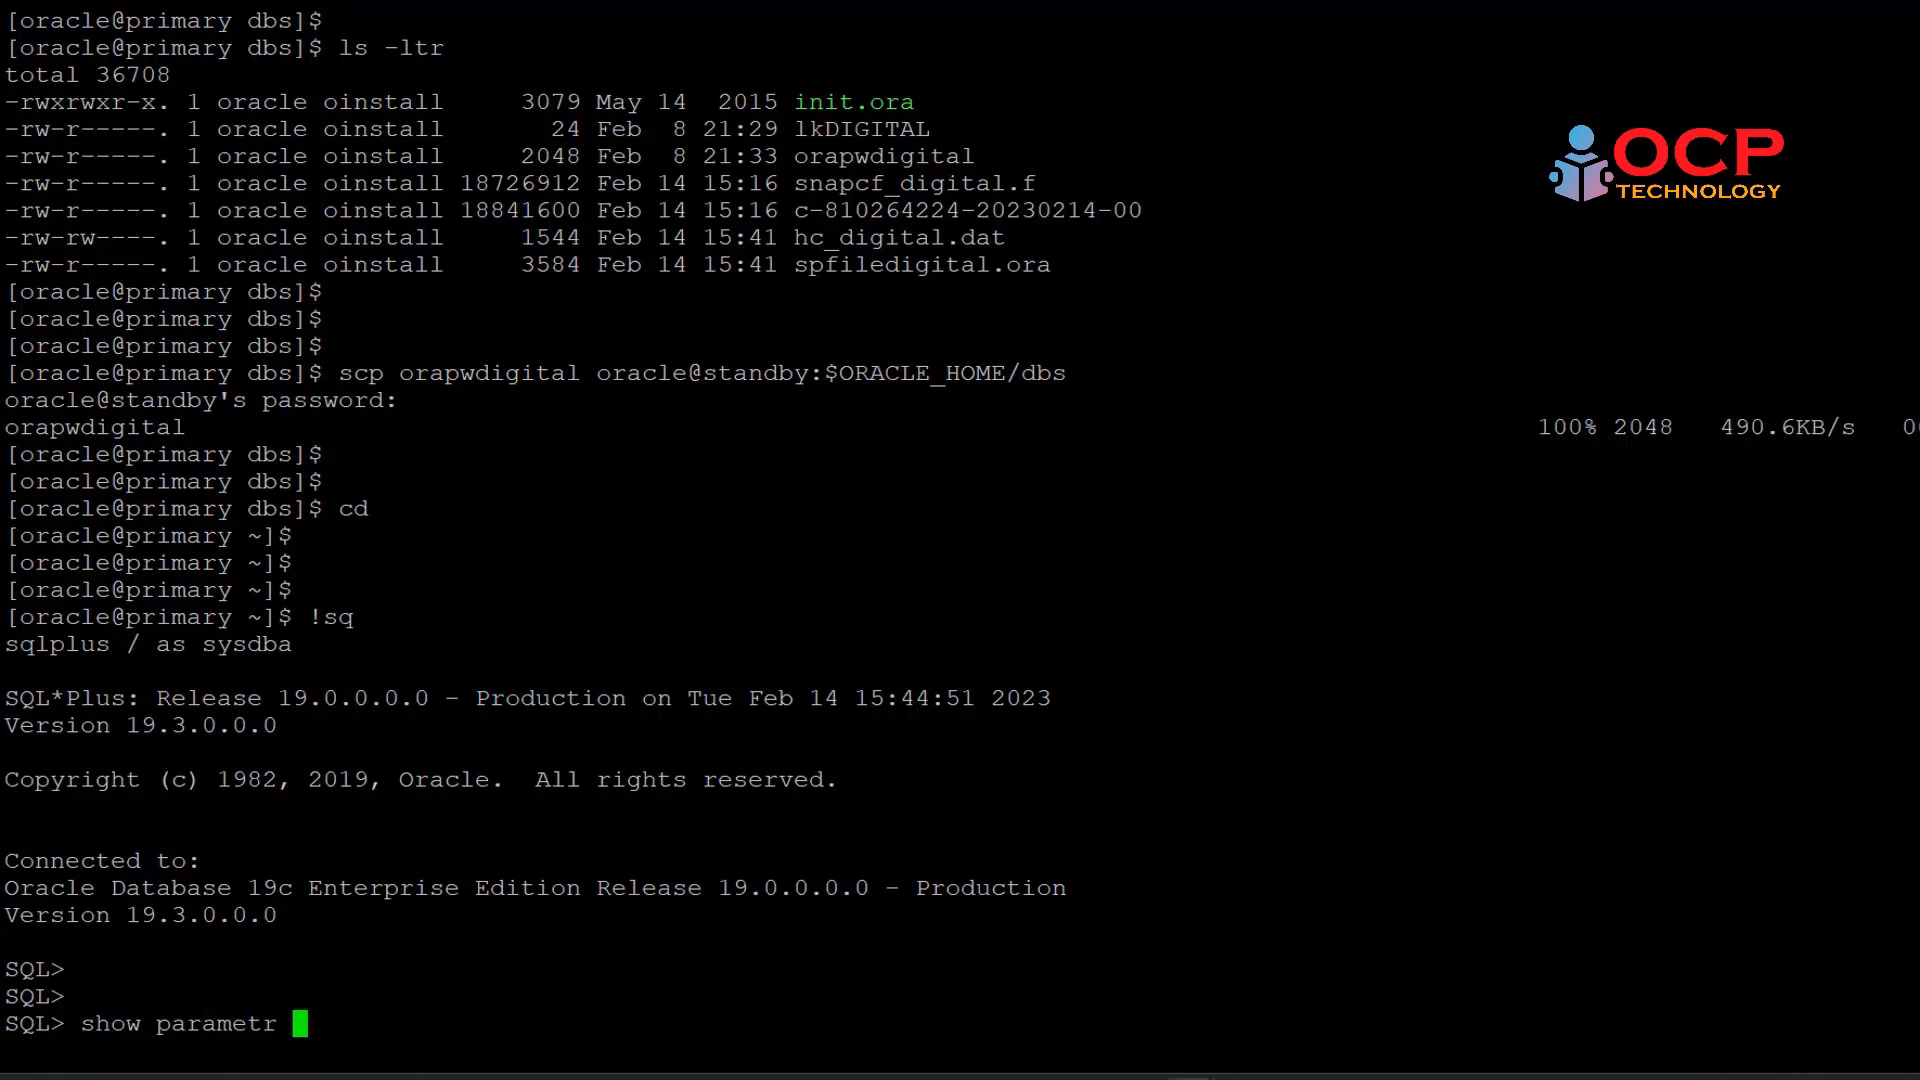 [oracle@primary dbs]$
[oracle@primary dbs]$ ls -ltr
total 36708
-rwxrwxr-x. 1 oracle oinstall     3079 May 14  2015 init.ora
-rw-r-----. 1 oracle oinstall       24 Feb  8 21:29 lkDIGITAL
-rw-r-----. 1 oracle oinstall     2048 Feb  8 21:33 orapwdigital
-rw-r-----. 1 oracle oinstall 18726912 Feb 14 15:16 snapcf_digital.f
-rw-r-----. 1 oracle oinstall 18841600 Feb 14 15:16 c-810264224-20230214-00
-rw-rw----. 1 oracle oinstall     1544 Feb 14 15:41 hc_digital.dat
-rw-r-----. 1 oracle oinstall     3584 Feb 14 15:41 spfiledigital.ora
[oracle@primary dbs]$
[oracle@primary dbs]$
[oracle@primary dbs]$
[oracle@primary dbs]$ scp orapwdigital oracle@standby:$ORACLE_HOME/dbs
oracle@standby's password:
orapwdigital 100% 2048 490.6KB/s
[oracle@primary dbs]$
[oracle@primary dbs]$
[oracle@primary dbs]$ cd
[oracle@primary ~]$
[oracle@primary ~]$
[oracle@primary ~]$
[oracle@primary ~]$ !sq
sqlplus / as sysdba
SQL*Plus: Release 19.0.0.0.0 - Production on Tue Feb 14 15:44:51 2023
Version 19.3.0.0.0
Copyright (c) 1982, 2019, Oracle.  All rights reserved.
Connected to:
Oracle Database 19c Enterprise Edition Release 19.0.0.0.0 - Production
Version 19.3.0.0.0
SQL>
SQL>
SQL> show parametr
OCP
TECHNOLOGY